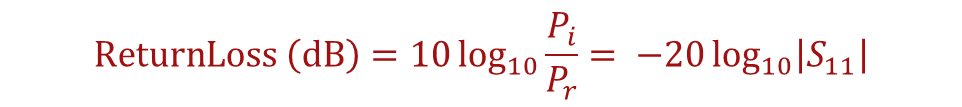 ReturnLoss (dB) = 10 log₁₀ Pᵢ/Pᵣ = −20 log₁₀|S₁₁|